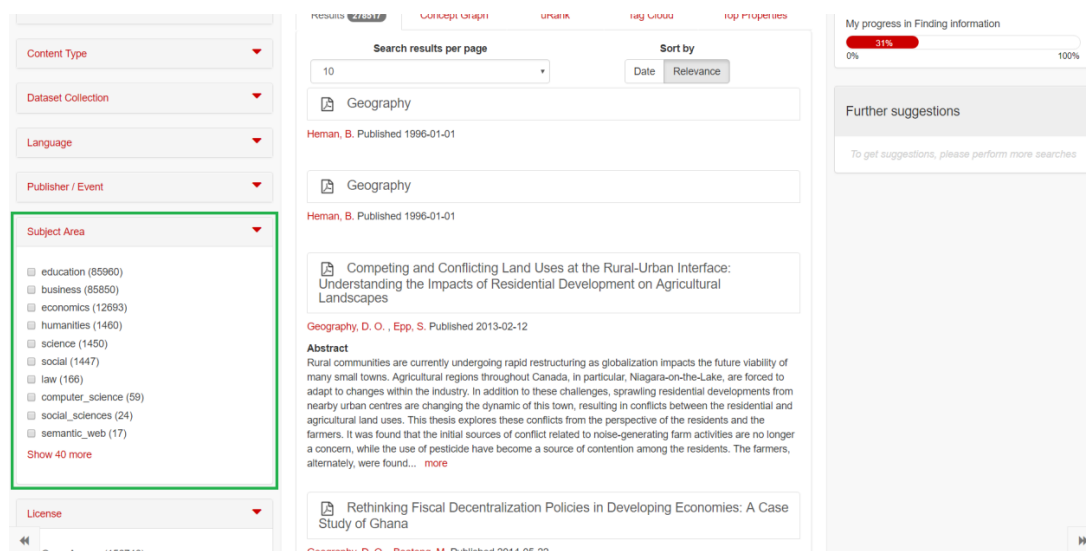 Content Type
Dataset Collection
Language
Publisher / Event
Subject Area
education (85960)
business (85850)
economics (12693)
humanities (1460)
science (1450)
social (1447)
law (166)
computer_science (59)
social_sciences (24)
semantic_web (17)
Show 40 more
License
Results 278517
Concept Graph
uRank
Tag Cloud
Top Properties
Search results per page
Sort by
10
Date
Relevance
Geography
Heman, B. Published 1996-01-01
Geography
Heman, B. Published 1996-01-01
Competing and Conflicting Land Uses at the Rural-Urban Interface:
Understanding the Impacts of Residential Development on Agricultural
Landscapes
Geography, D. O. , Epp, S. Published 2013-02-12
Abstract
Rural communities are currently undergoing rapid restructuring as globalization impacts the future viability of
many small towns. Agricultural regions throughout Canada, in particular, Niagara-on-the-Lake, are forced to
adapt to changes within the industry. In addition to these challenges, sprawling residential developments from
nearby urban centres are changing the dynamic of this town, resulting in conflicts between the residential and
agricultural land uses. This thesis explores these conflicts from the perspective of the residents and the
farmers. It was found that the initial sources of conflict related to noise-generating farm activities are no longer
a concern, while the use of pesticide have become a source of contention among the residents. The farmers,
alternately, were found... more
Rethinking Fiscal Decentralization Policies in Developing Economies: A Case
Study of Ghana
My progress in Finding information
31%
0%
100%
Further suggestions
To get suggestions, please perform more searches